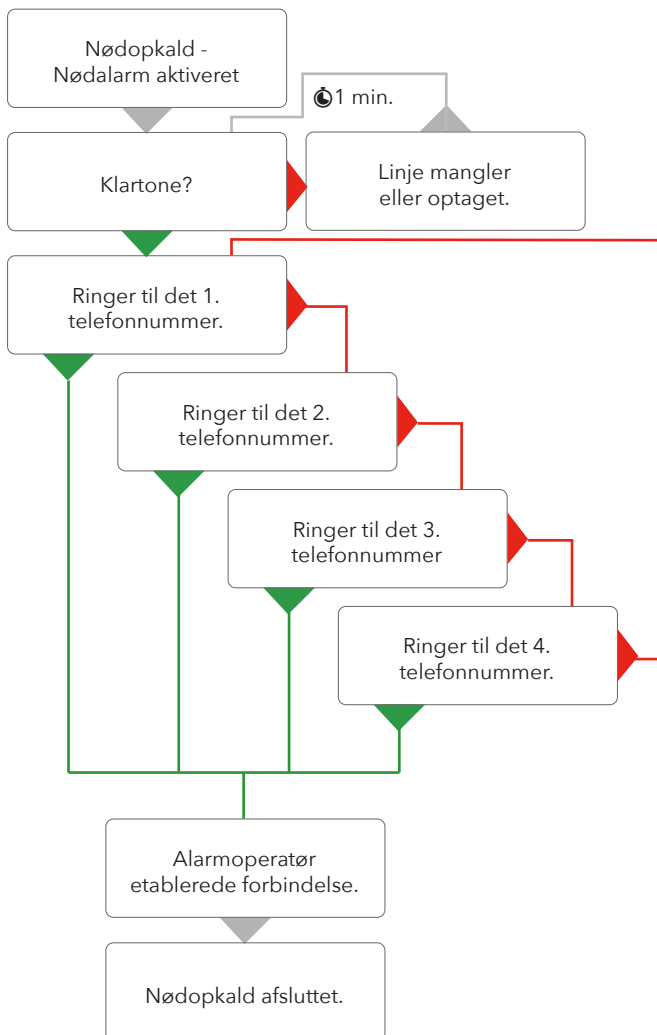 Nødopkald -
Nødalarm aktiveret
1 min.
Klartone?
Linje mangler
eller optaget.
Ringer til det 1.
telefonnummer.
Ringer til det 2.
telefonnummer.
Ringer til det 3.
telefonnummer
Ringer til det 4.
telefonnummer.
Alarmoperatør
etablerede forbindelse.
Nødopkald afsluttet.